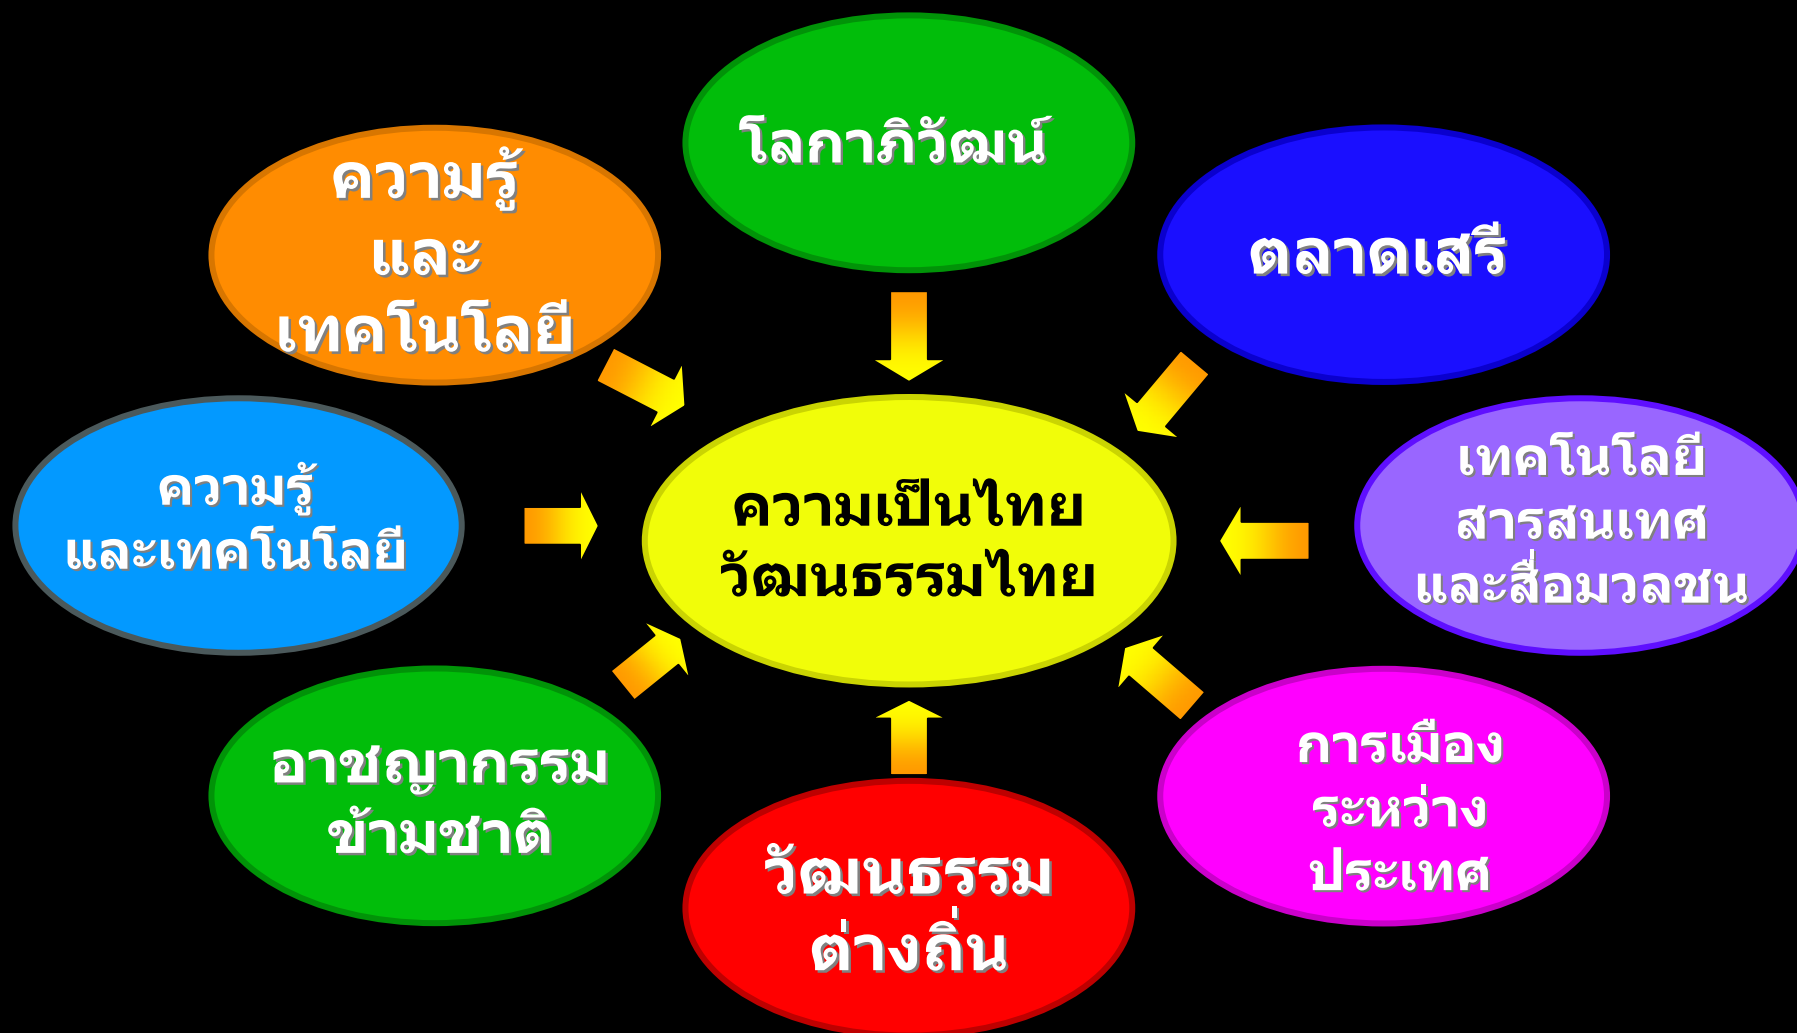 โลกาภิวัฒน์
ความรู้
และ
เทคโนโลยี
ตลาดเสรี
ความรู้
และเทคโนโลยี
ความเป็นไทย
วัฒนธรรมไทย
เทคโนโลยี
สารสนเทศ
และสื่อมวลชน
อาชญากรรม
ข้ามชาติ
วัฒนธรรม
ต่างถิ่น
การเมือง
ระหว่าง
ประเทศ